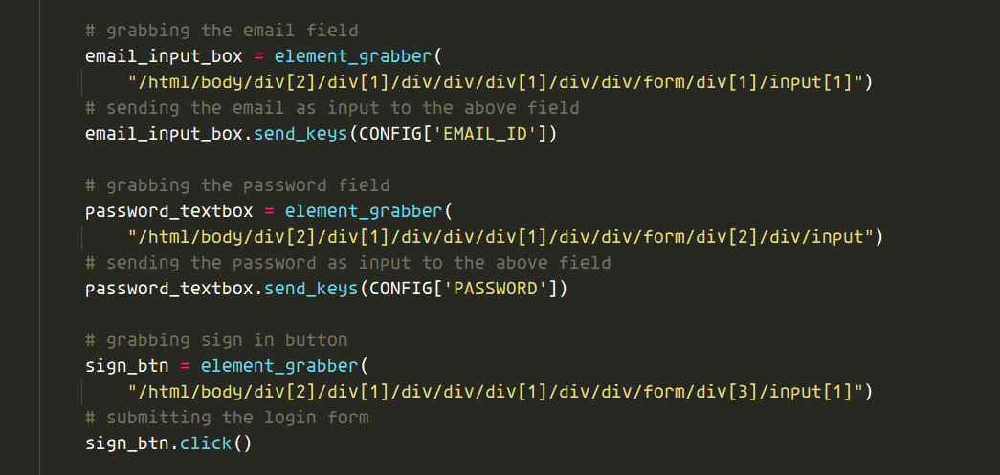 # grabbing the email field
email_input_box = element_grabber(
"/html/body/div[2]/div[1]/div/div/div[1]/div/div/form/div[1]/input[1]")
# sending the email as input to the above field
email_input_box.send_keys(CONFIG['EMAIL_ID'])
# grabbing the password field
password_textbox = element_grabber(
"/html/body/div[2]/div[1]/div/div/div[1]/div/div/form/div[2]/div/input")
# sending the password as input to the above field
password_textbox.send_keys(CONFIG['PASSWORD'])
# grabbing sign in button
sign_btn = element_grabber(
"/html/body/div[2]/div[1]/div/div/div[1]/div/div/form/div[3]/input[1]")
# submitting the login form
sign_btn.click()